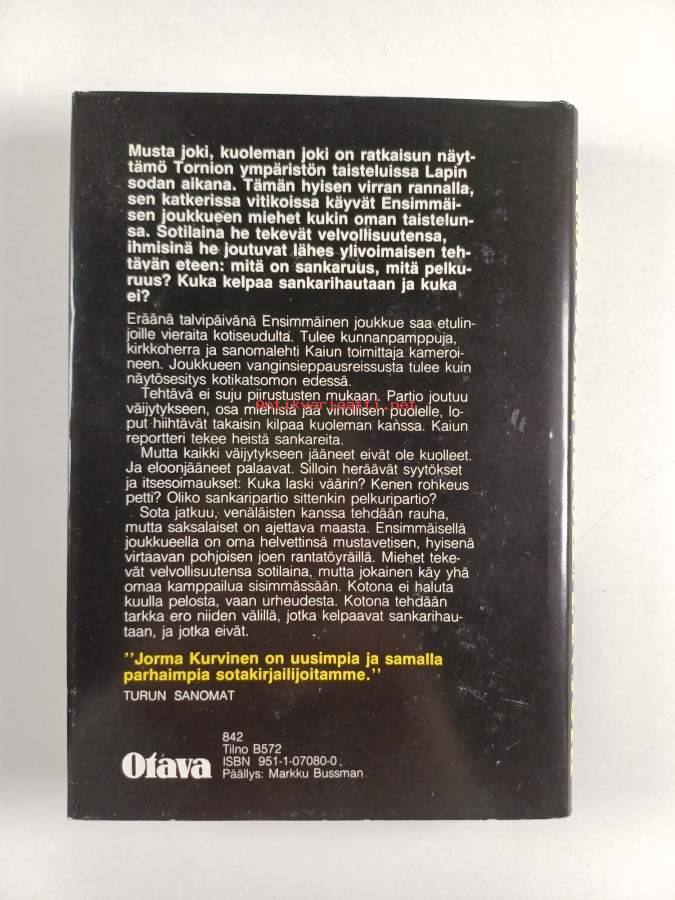 Musta joki, kuoleman joki on ratkaisun näyt-
tämö Tornion ympäristön taisteluissa Lapin
sodan aikana. Tämän hyisen virran rannalla,
sen katkerissa vitikoissa käyvät Ensimmäi-
sen joukkueen miehet kukin oman taistelun-
sa. Sotilaina he tekevät velvollisuutensa,
ihmisinä he joutuvat lähes ylivoimaisen teh-
tävän eteen: mitä on sankaruus, mitä pelku-
ruus? Kuka kelpaa sankarihautaan ja kuka
ei?
Eräänä talvipäivänä Ensimmäinen joukkue saa etulin-
joille vieraita kotiseudulta. Tulee kunnanpamppuja,
kirkkoherra ja sanomalehti Kaiun toimittaja kameroi-
neen. Joukkueen vanginsieppausreissusta tulee kuin
näytösesitys kotikatsomon edessä.
Tehtävä ei suju piirustusten mukaan. Partio joutuu
väijytykseen, osa miehistä jää vihollisen puolelle, lo-
put hiihtävät takaisin kilpaa kuoleman kanssa. Kaiun
reportteri tekee heistä sankareita.
antikvariaatti.net
Mutta kaikki väijytykseen jääneet eivät ole kuolleet.
Ja eloonjääneet palaavat. Silloin heräävät syytökset
ja itsesoimaukset: Kuka laski väärin? Kenen rohkeus
petti? Oliko sankaripartio sittenkin pelkuripartio?
Sota jatkuu, venäläisten kanssa tehdään rauha,
mutta saksalaiset on ajettava maasta. Ensimmäisellä
joukkueella on oma helvettinsä mustavetisen, hyisenä
virtaavan pohjoisen joen rantatöyräillä. Miehet teke-
vät velvollisuutensa sotilaina, mutta jokainen käy yhä
omaa kamppailua sisimmässään. Kotona ei haluta
kuulla pelosta, vaan urheudesta. Kotona tehdään
tarkka ero niiden välillä, jotka kelpaavat sankarihau-
taan, ja jotka eivät.
"Jorma Kurvinen on uusimpia ja samalla
parhaimpia sotakirjailijoitamme."
TURUN SANOMAT
Otava
842
Tilno B572
ISBN 951-1-07080-0
Päällys: Markku Bussman